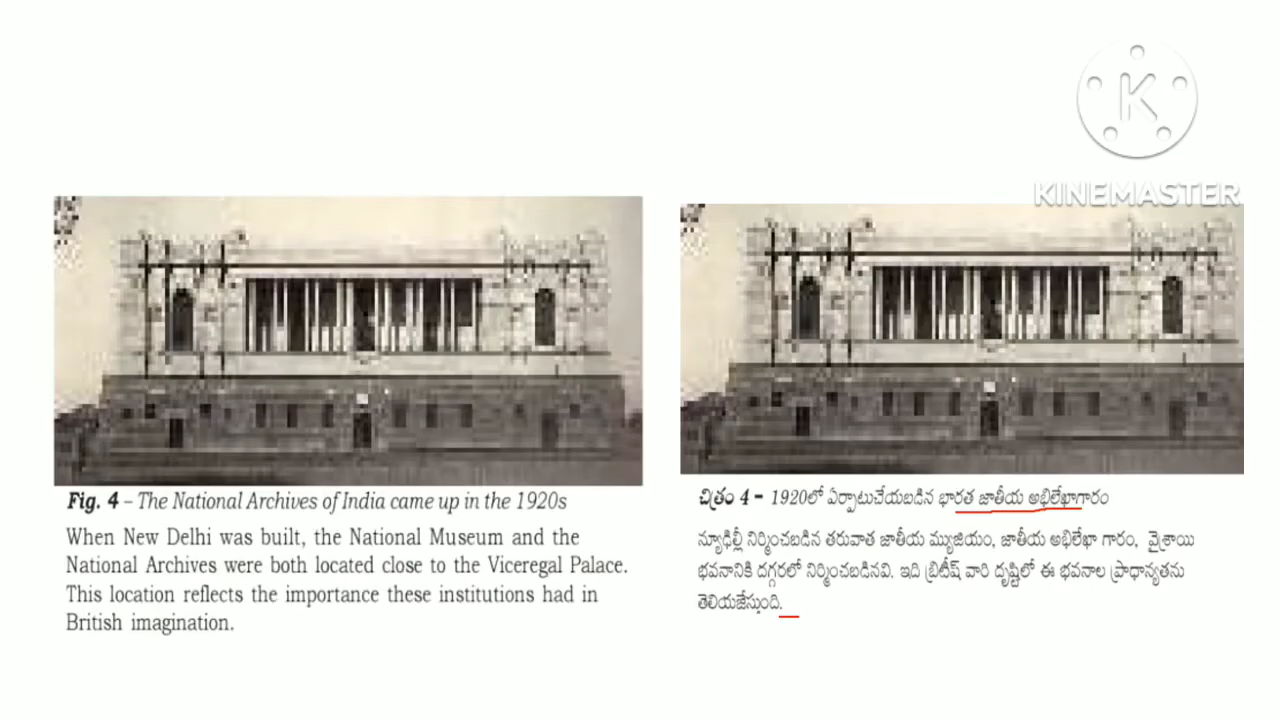 KINEMASTER
Fig. 4 – The National Archives of India came up in the 1920s
When New Delhi was built, the National Museum and the
National Archives were both located close to the Viceregal Palace.
This location reflects the importance these institutions had in
British imagination.
చిత్రం 4 – 1920లో ఏర్పాటుచేయబడిన భారత జాతీయ అభిలేఖాగారం
న్యూఢిల్లీ నిర్మించబడిన తరువాత జాతీయ మ్యుజియం, జాతీయ అభిలేఖా గారం, వైశ్రాయి
భవనానికి దగ్గరలో నిర్మించబడినవి. ఇది బ్రిటీష్ వారి దృష్టిలో ఈ భవనాల ప్రాధాన్యతను
తెలియజేస్తుంది.